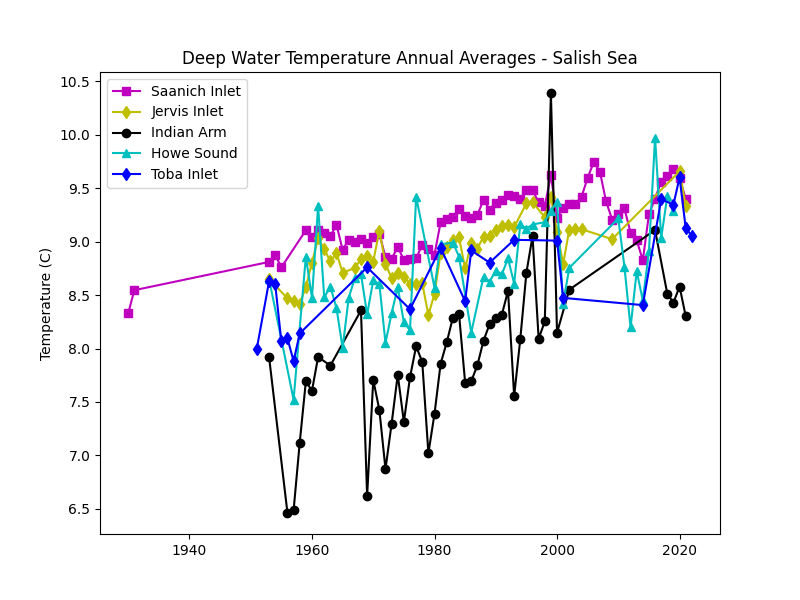 Deep Water Temperature Annual Averages - Salish Sea
Saanich Inlet
Jervis Inlet
Indian Arm
Howe Sound
Toba Inlet
Temperature (C)
10.5
10.0
9.5
9.0
8.5
8.0
7.5
7.0
6.5
1940
1960
1980
2000
2020